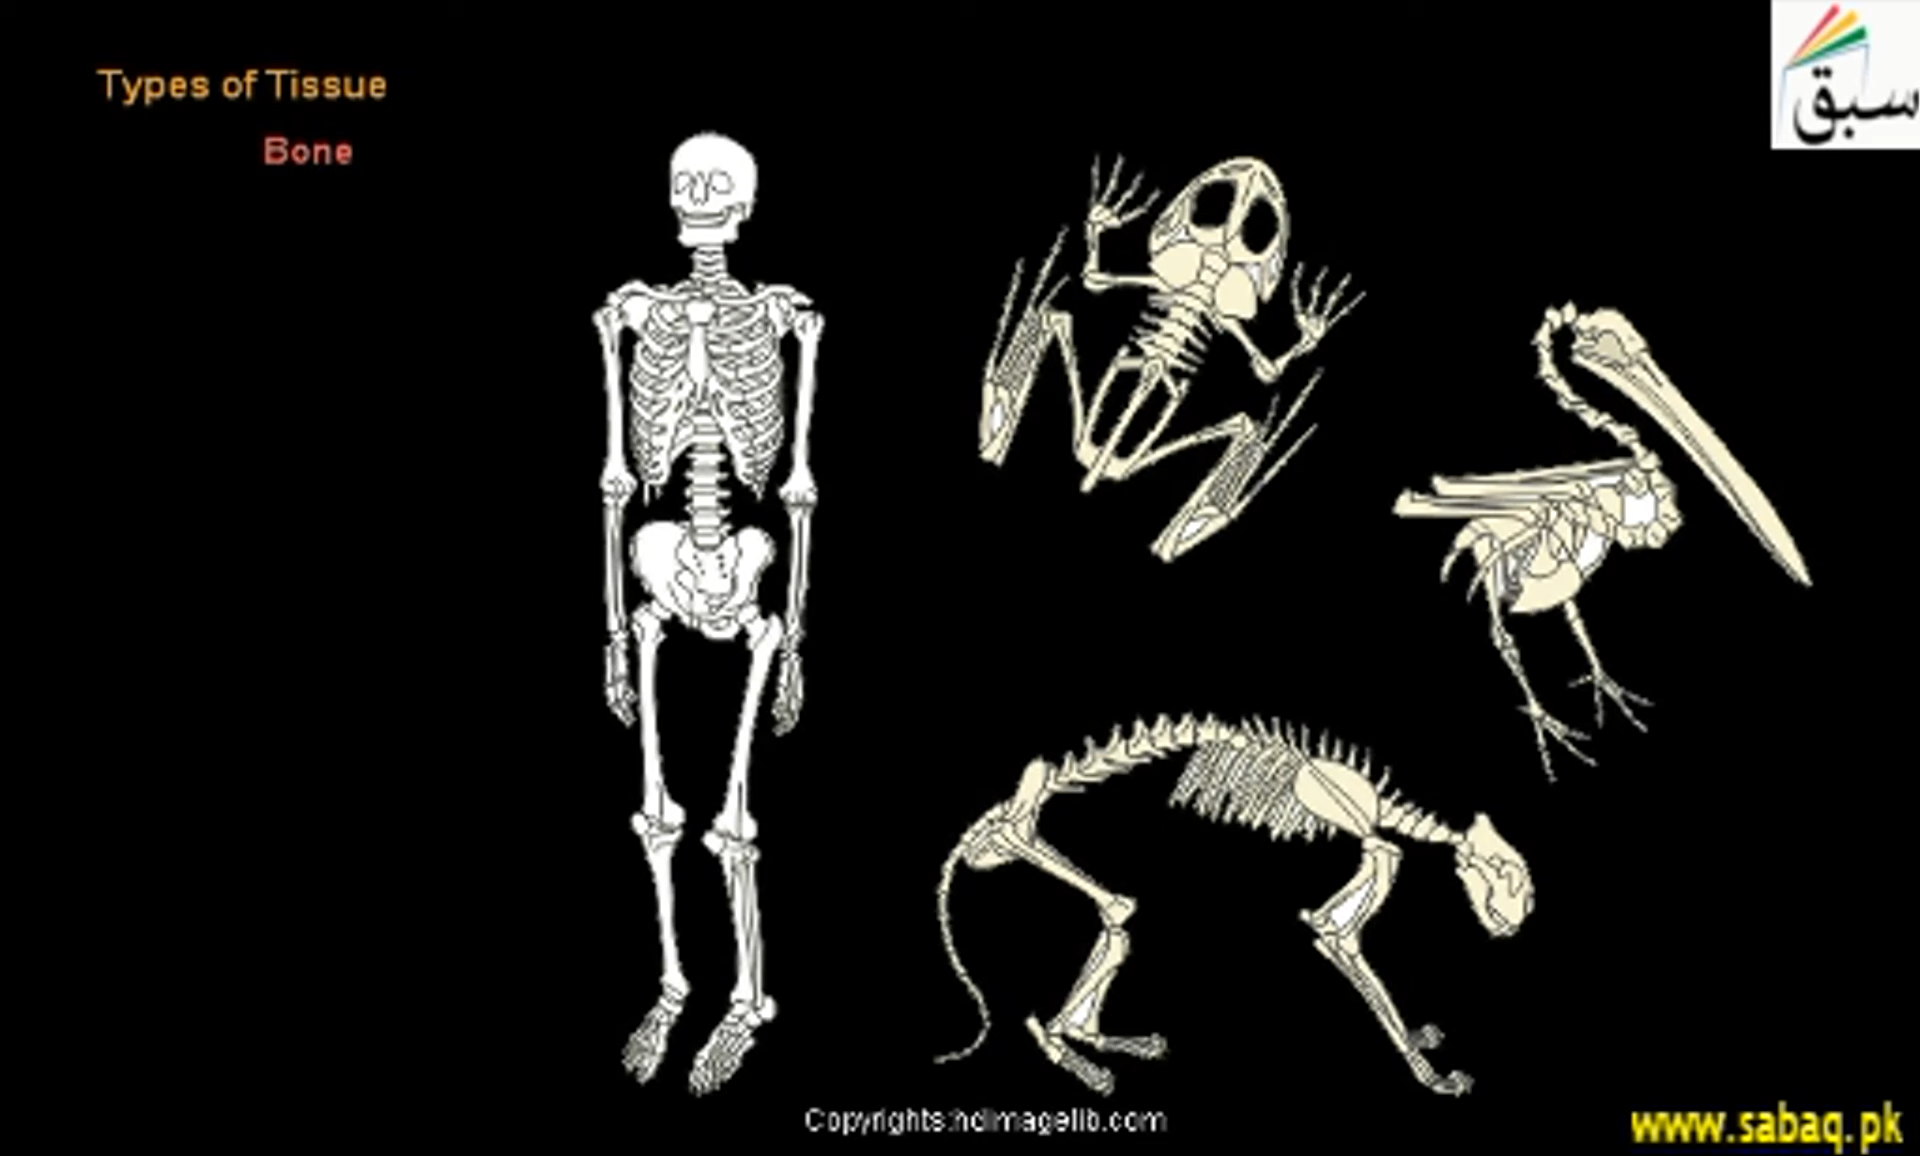 Types of Tissue
Bone
سبق
Copyrights:hdimagelib.com
www.sabaq.pk